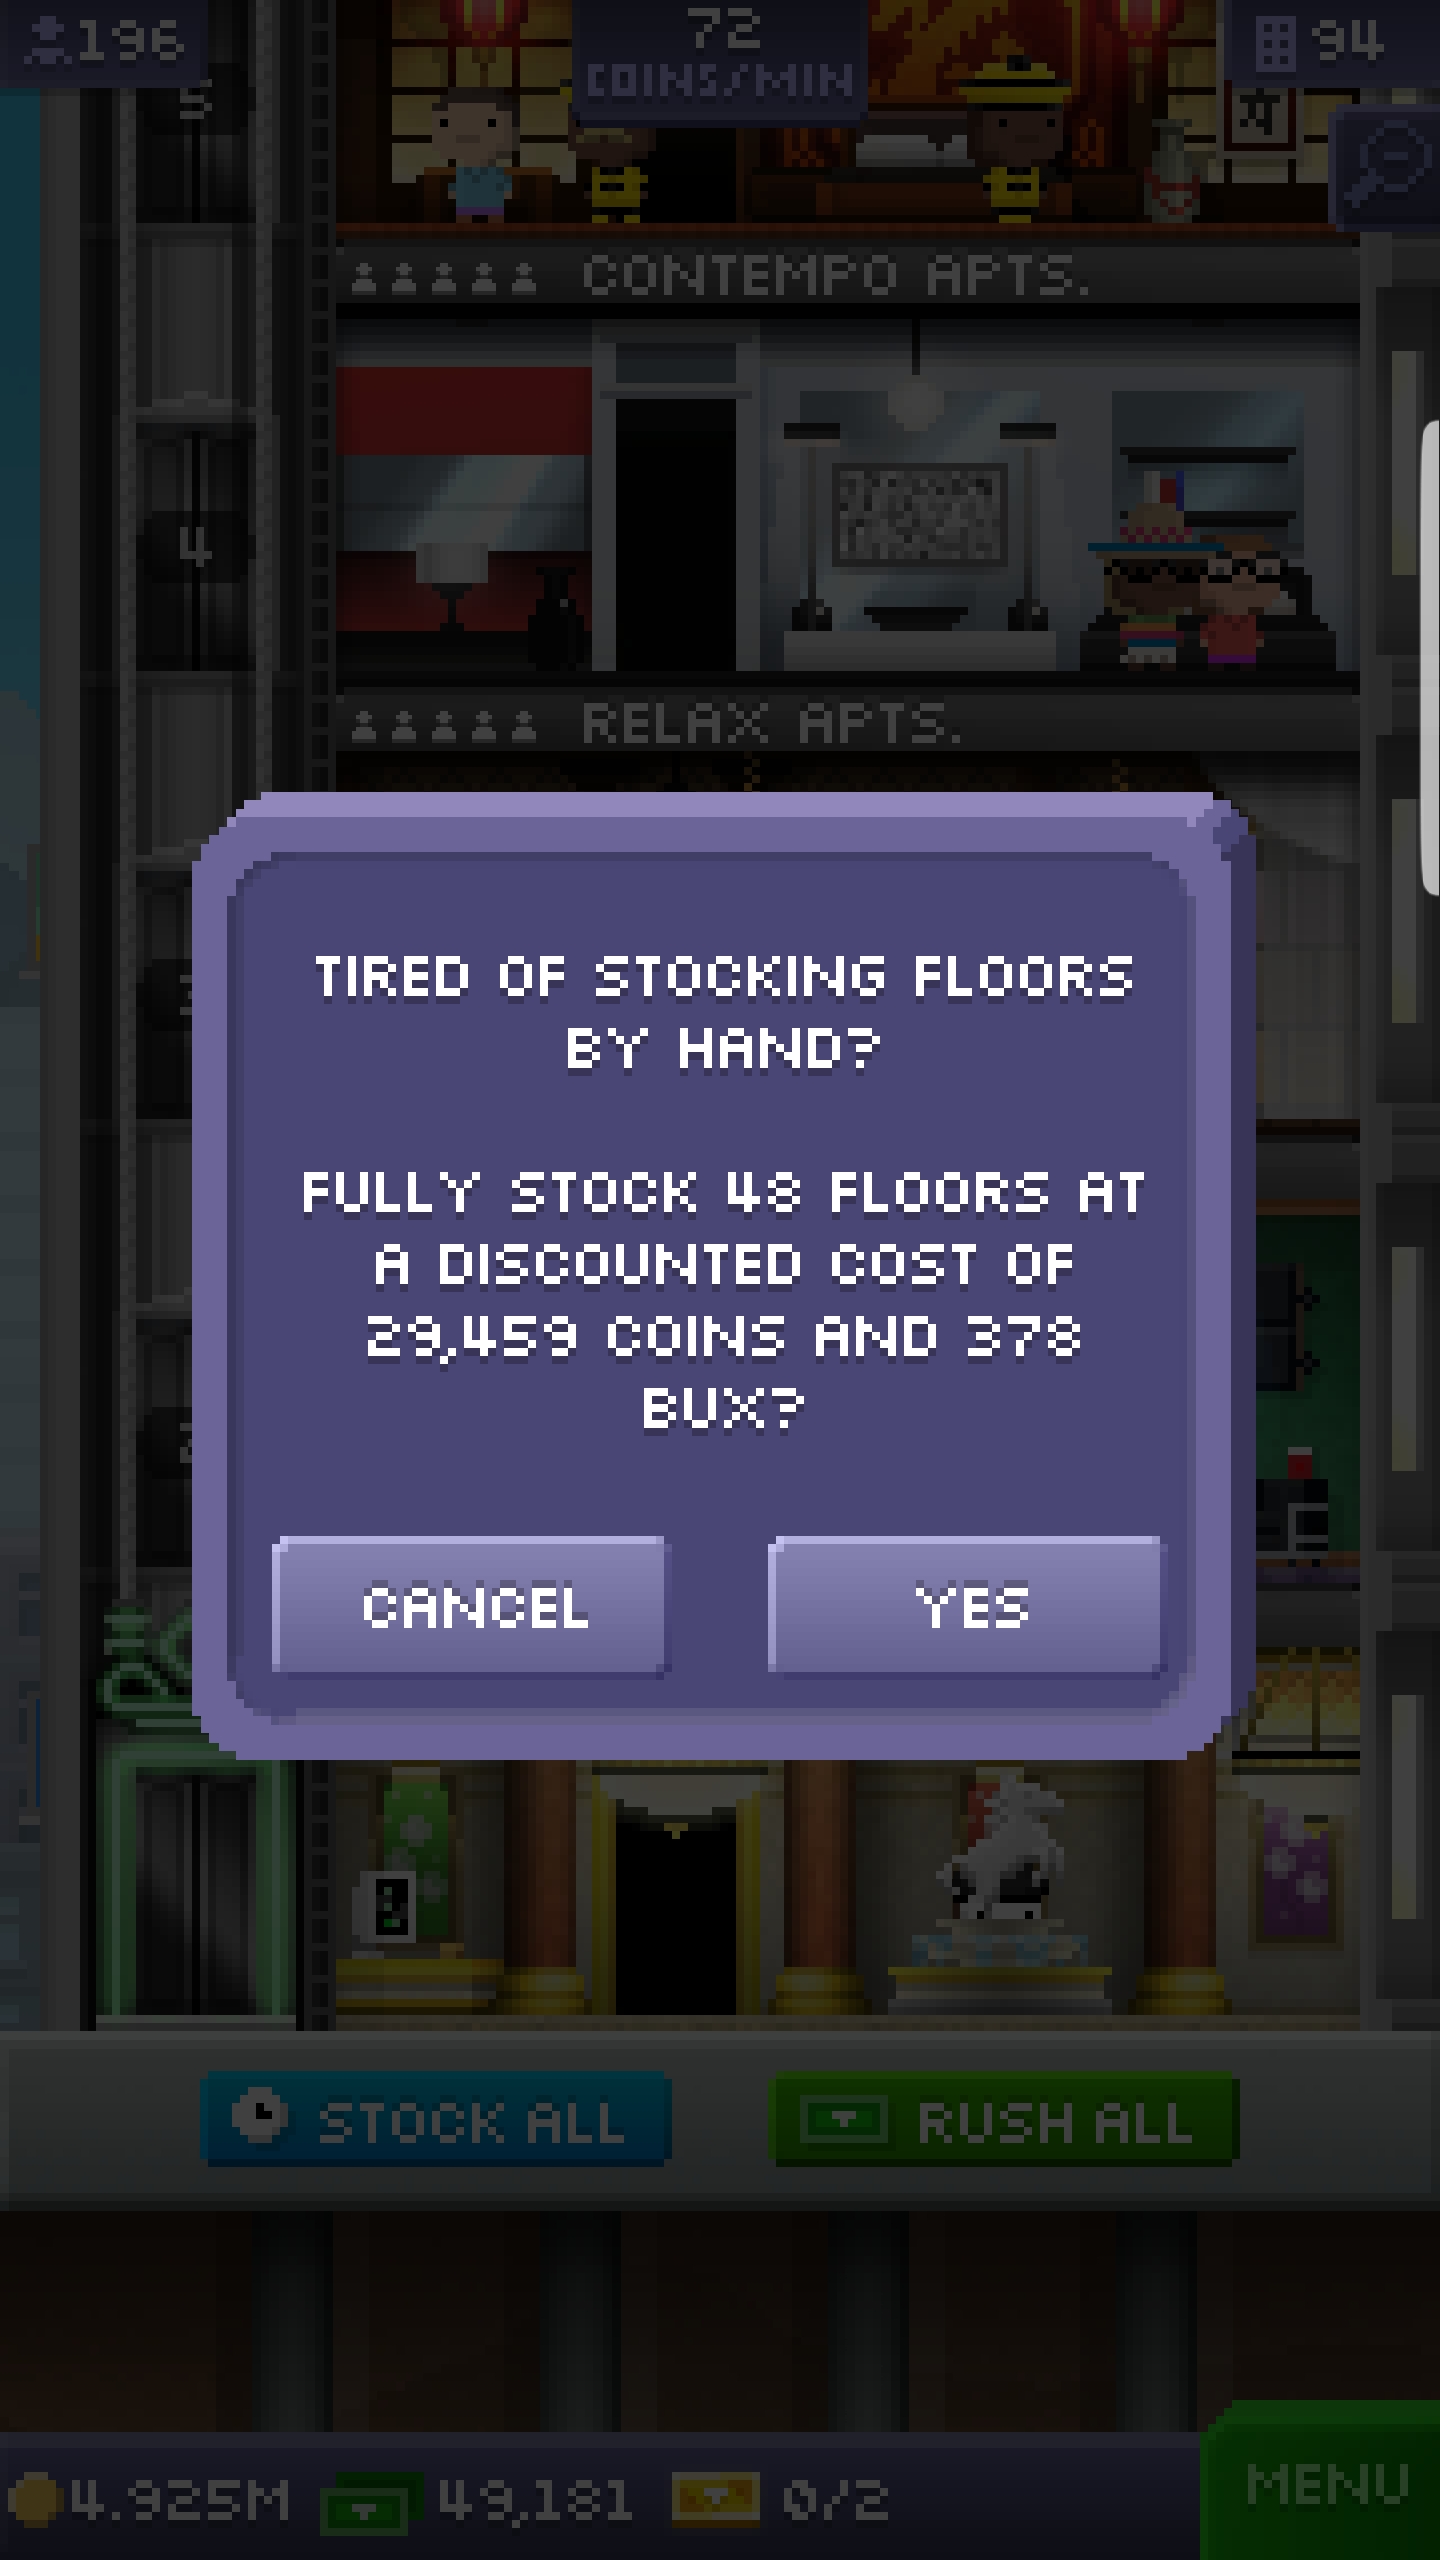 196
72
COINS/MIN
94
5
CONTEMPO APTS.
4
RELAX APTS.
TIRED OF STOCKING FLOORS
BY HAND?
FULLY STOCK 48 FLOORS AT
A DISCOUNTED COST OF
29,459 COINS AND 378
BUX?
CANCEL
YES
STOCK ALL
RUSH ALL
4.925M
49,181
0/2
MENU